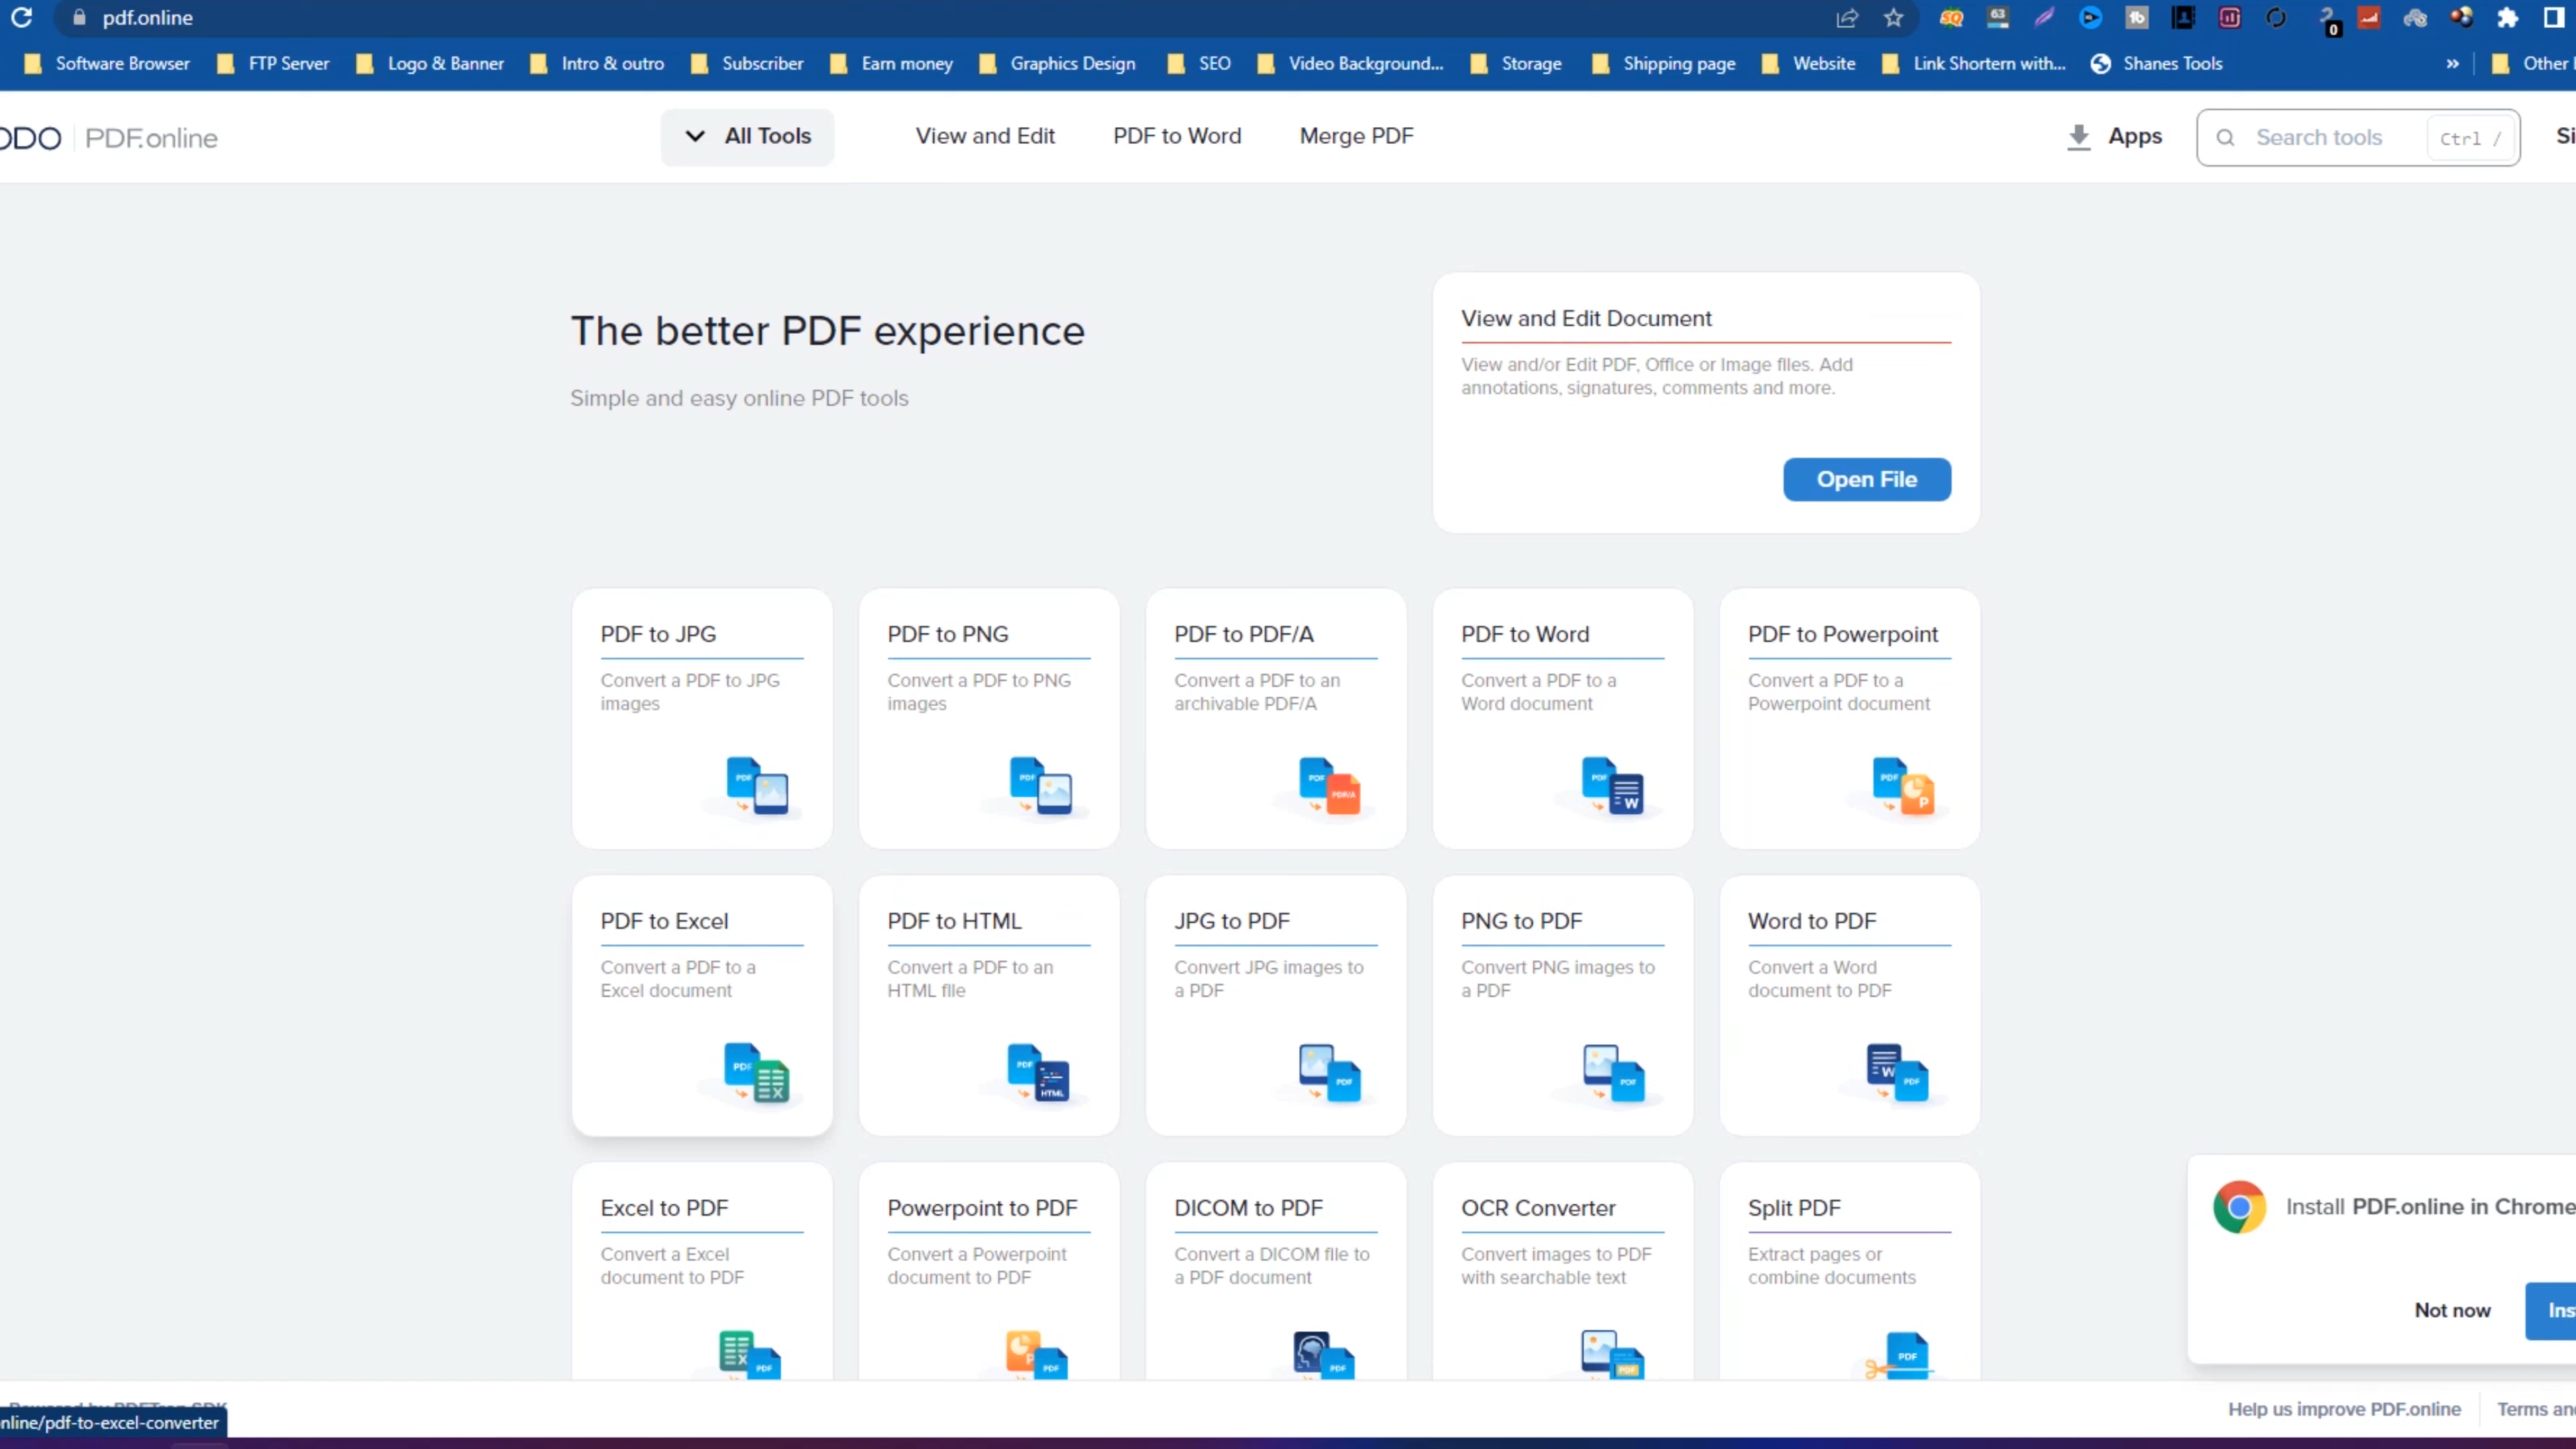 pdf.online
63
0
Software Browser FTP Server Logo & Banner Intro & outro Subscriber Earn money Graphics Design SEO Video Background... Storage Shipping page Website Link Shortern with... Shanes Tools » Other
PDF.online
All Tools View and Edit PDF to Word Merge PDF Apps Search tools Ctrl /
The better PDF experience
Simple and easy online PDF tools
View and Edit Document
View and/or Edit PDF, Office or Image files. Add
annotations, signatures, comments and more.
Open File
PDF to JPG
Convert a PDF to JPG
images
PDF to PNG
Convert a PDF to PNG
images
PDF to PDF/A
Convert a PDF to an
archivable PDF/A
PDF to Word
Convert a PDF to a
Word document
PDF to Powerpoint
Convert a PDF to a
Powerpoint document
PDF to Excel
Convert a PDF to a
Excel document
PDF to HTML
Convert a PDF to an
HTML file
JPG to PDF
Convert JPG images to
a PDF
PNG to PDF
Convert PNG images to
a PDF
Word to PDF
Convert a Word
document to PDF
Excel to PDF
Convert a Excel
document to PDF
Powerpoint to PDF
Convert a Powerpoint
document to PDF
DICOM to PDF
Convert a DICOM file to
a PDF document
OCR Converter
Convert images to PDF
with searchable text
Split PDF
Extract pages or
combine documents
Install PDF.online in Chrome
Not now
nline/pdf-to-excel-converter
Help us improve PDF.online Terms